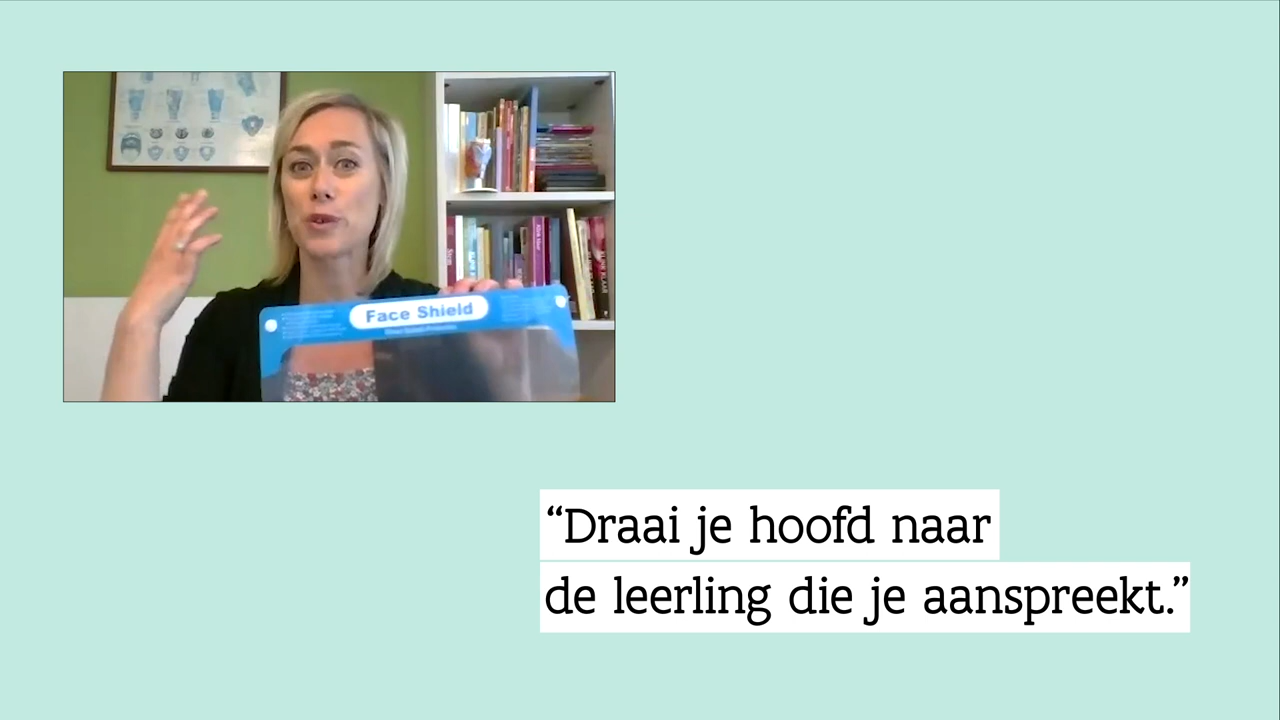 Face Shield
“Draai je hoofd naar
de leerling die je aanspreekt.”